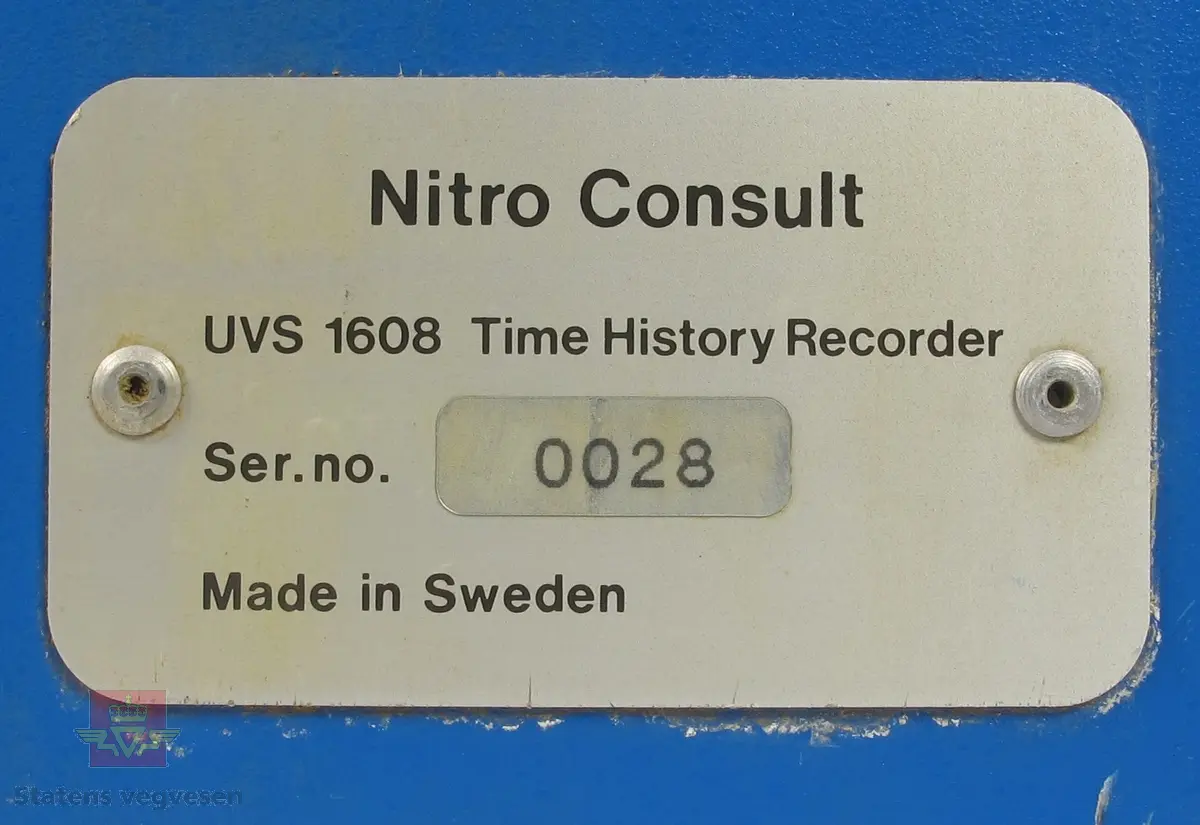 Nitro Consult
UVS 1608 Time History Recorder
Ser.no. 0028
Made in Sweden
Statens vegvesen